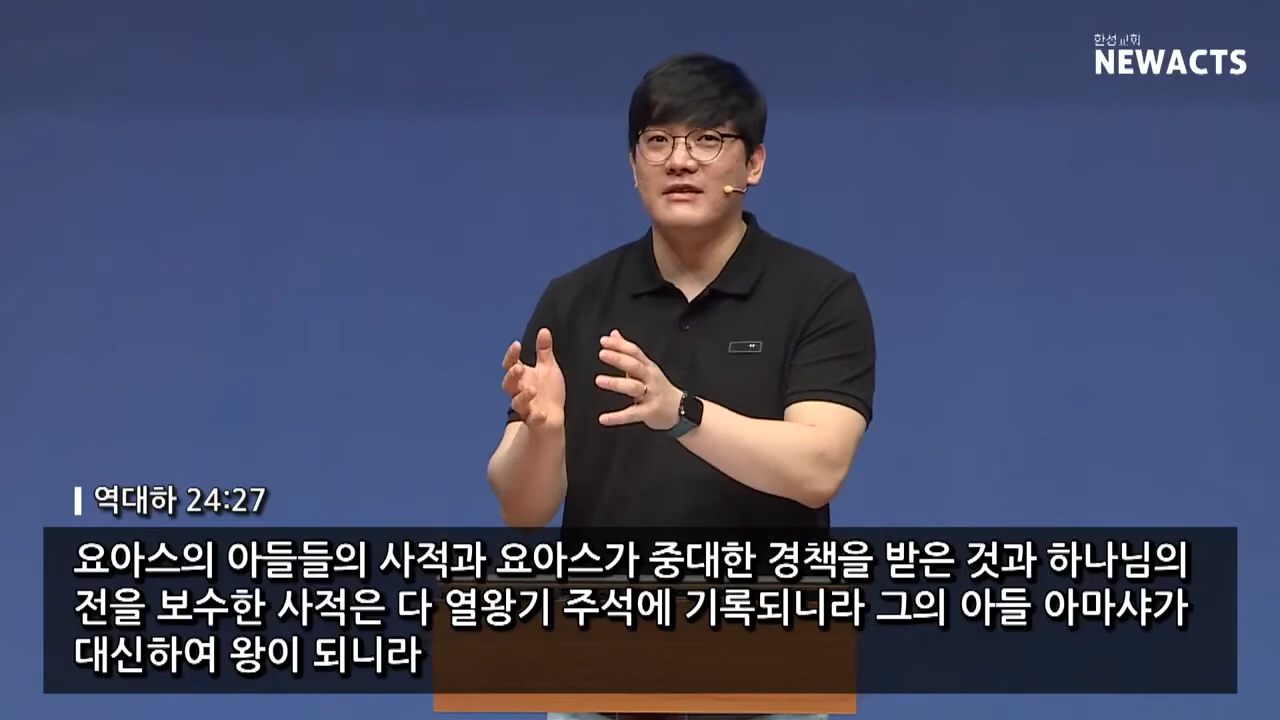 한섬교회
NEWACTS
역대하 24:27
요아스의 아들들의 사적과 요아스가 중대한 경책을 받은 것과 하나님의
전을 보수한 사적은 다 열왕기 주석에 기록되니라 그의 아들 아마샤가
대신하여 왕이 되니라